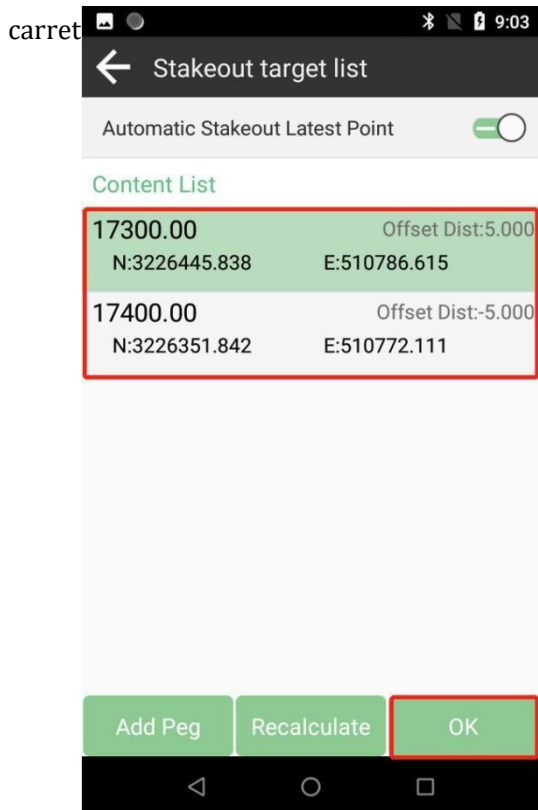 carret
9:03
Stakeout target list
Automatic Stakeout Latest Point
Content List
17300.00 Offset Dist:5.000
N:3226445.838 E:510786.615
17400.00 Offset Dist:-5.000
N:3226351.842 E:510772.111
Add Peg Recalculate OK